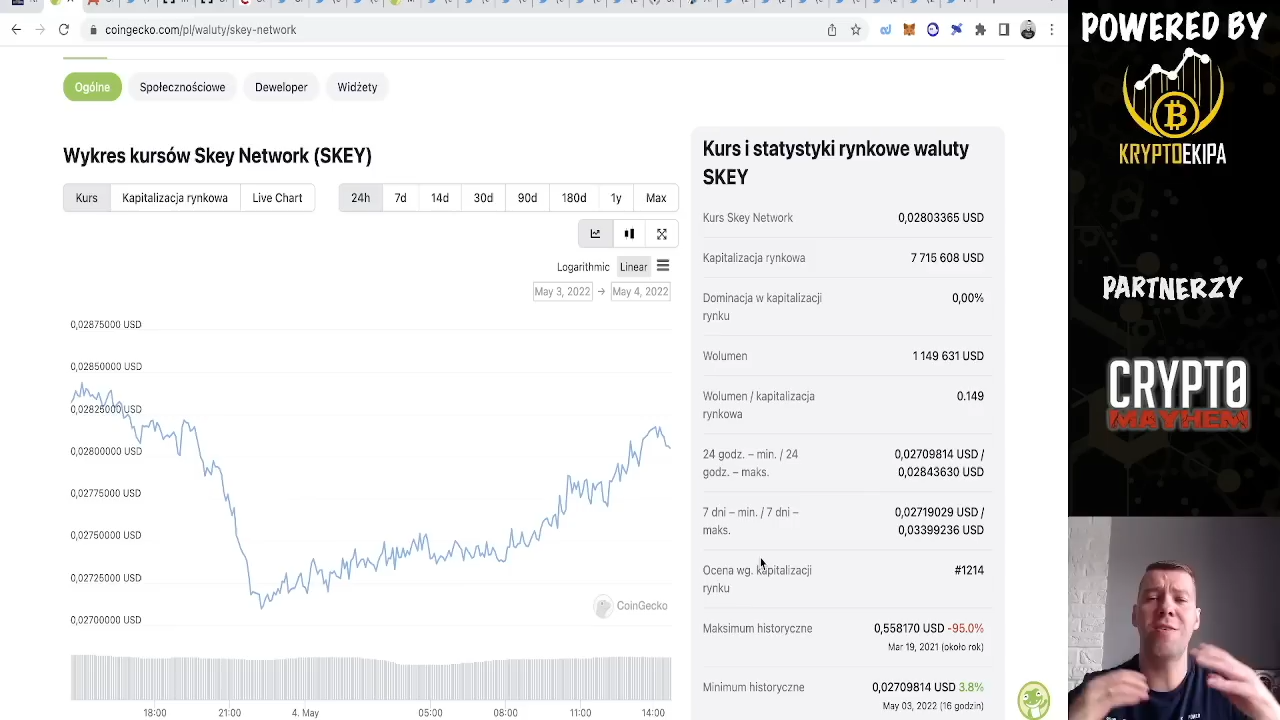 coingecko.com/pl/waluty/skey-network
Ogólne
Społecznościowe
Deweloper
Widżety
Wykres kursów Skey Network (SKEY)
Kurs
Kapitalizacja rynkowa
Live Chart
24h
7d
14d
30d
90d
180d
1y
Max
Logarithmic
Linear
May 3, 2022 → May 4, 2022
0,02875000 USD
0,02850000 USD
0,02825000 USD
0,02800000 USD
0,02775000 USD
0,02750000 USD
0,02725000 USD
0,02700000 USD
CoinGecko
18:00
21:00
4. May
05:00
08:00
11:00
14:00
Kurs i statystyki rynkowe waluty
SKEY
Kurs Skey Network 0,02803365 USD
Kapitalizacja rynkowa 7 715 608 USD
Dominacja w kapitalizacji 0,00%
rynku
Wolumen 1 149 631 USD
Wolumen / kapitalizacja 0.149
rynkowa
24 godz. – min. / 24 0,02709814 USD /
godz. – maks. 0,02843630 USD
7 dni – min. / 7 dni – 0,02719029 USD /
maks. 0,03399236 USD
Ocena wg. kapitalizacji #1214
rynku
Maksimum historyczne 0,558170 USD -95.0%
Mar 19, 2021 (około rok)
Minimum historyczne 0,02709814 USD 3.8%
May 03, 2022 (16 godzin)
POWERED BY
KRYPTOEKIPA
PARTNERZY
CRYPTO
MAYHEM